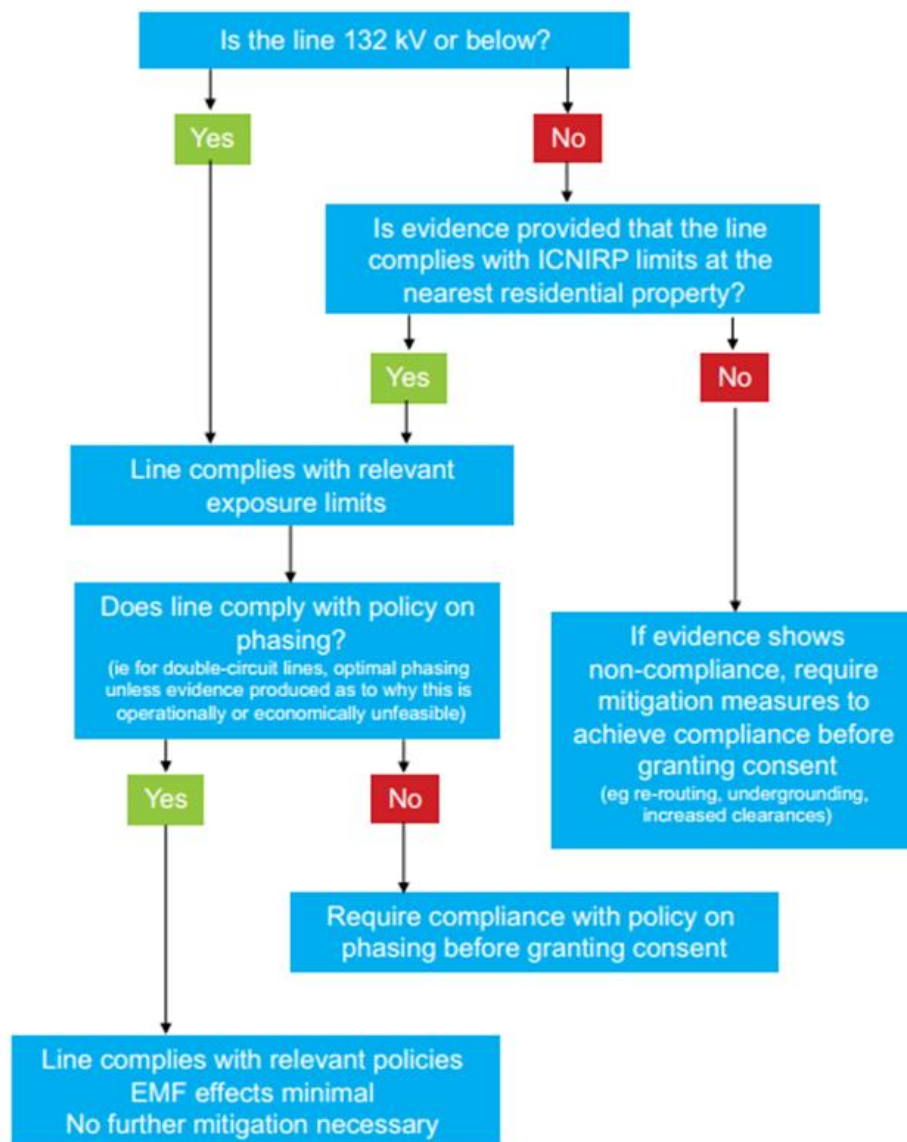 Is the line 132 kV or below?
Yes
No
Is evidence provided that the line
complies with ICNIRP limits at the
nearest residential property?
Yes
No
Line complies with relevant
exposure limits
Does line comply with policy on
phasing?
(ie for double-circuit lines, optimal phasing
unless evidence produced as to why this is
operationally or economically unfeasible)
If evidence shows
non-compliance, require
mitigation measures to
achieve compliance before
granting consent
(eg re-routing, undergrounding,
increased clearances)
Yes
No
Require compliance with policy on
phasing before granting consent
Line complies with relevant policies
EMF effects minimal
No further mitigation necessary